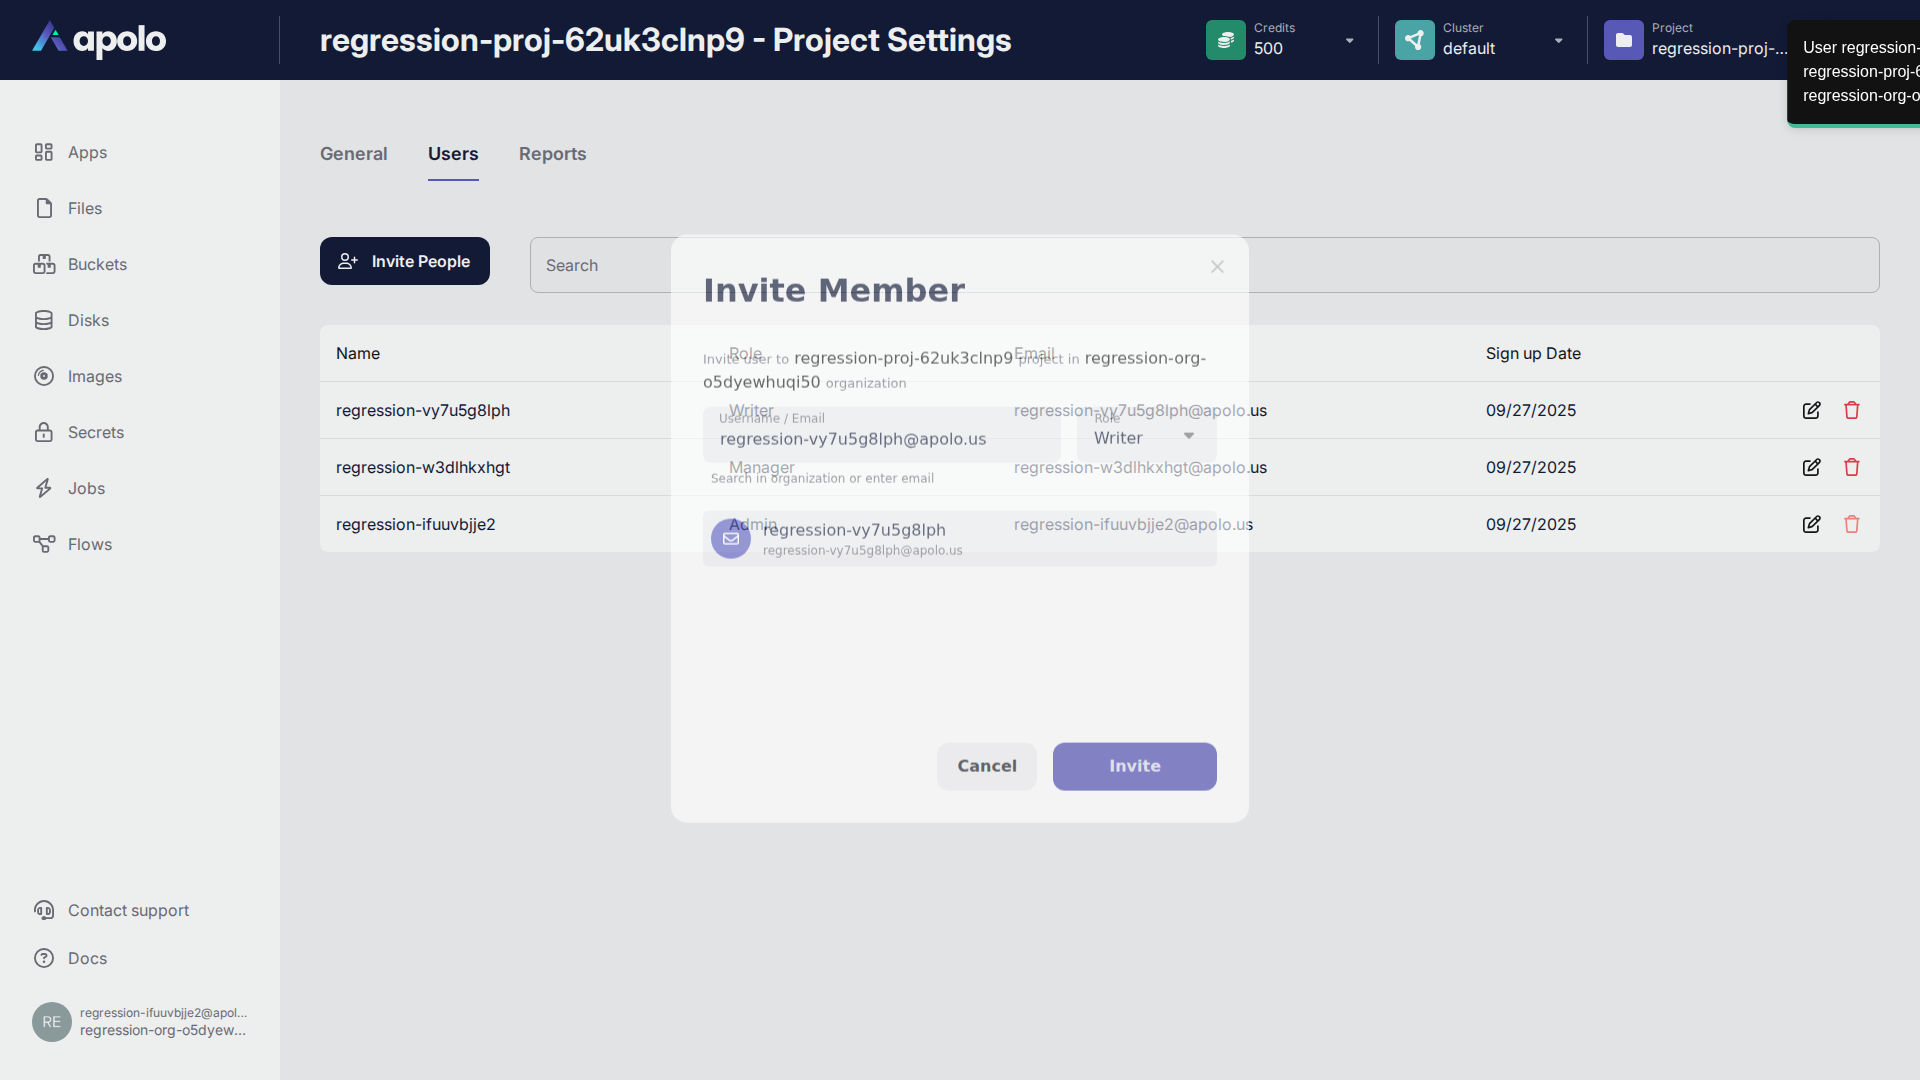 apolo
regression-proj-62uk3clnp9 - Project Settings
Credits
500
Cluster
default
Project
regression-proj-...
User regression-
regression-proj-6
regression-org-o
Apps
Files
Buckets
Disks
Images
Secrets
Jobs
Flows
Contact support
Docs
RE
regression-ifuuvbjje2@apol...
regression-org-o5dyew...
General
Users
Reports
Invite People
Search
Name
Role
Email
Sign up Date
regression-vy7u5g8lph
Writer
regression-vy7u5g8lph@apolo.us
09/27/2025
regression-w3dlhkxhgt
Manager
regression-w3dlhkxhgt@apolo.us
09/27/2025
regression-ifuuvbjje2
Admin
regression-ifuuvbjje2@apolo.us
09/27/2025
Invite Member
Invite user to regression-proj-62uk3clnp9 project in regression-org-
o5dyewhuqi50 organization
Username / Email
regression-vy7u5g8lph@apolo.us
Role
Writer
Search in organization or enter email
regression-vy7u5g8lph
regression-vy7u5g8lph@apolo.us
Cancel
Invite